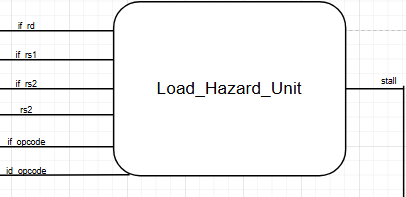 if_rd
if_rs1
if_rs2
rs2
if_opcode
id_opcode
Load_Hazard_Unit
stall